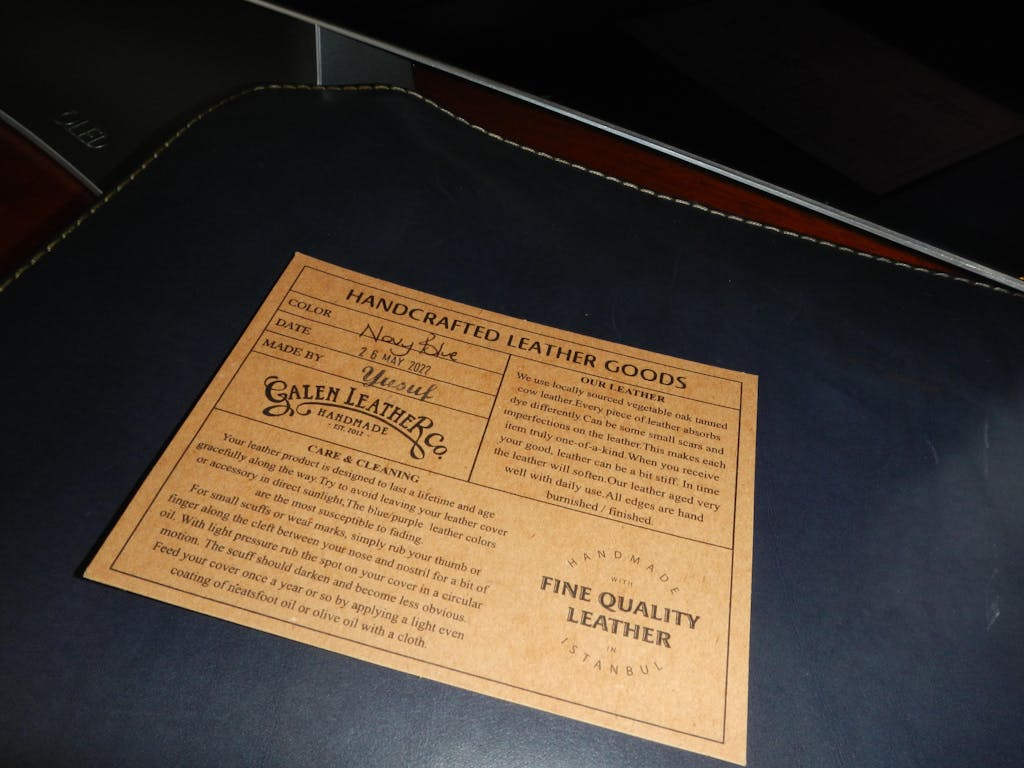 HANDCRAFTED LEATHER GOODS
COLOR Navy Blue
DATE 26 MAY 2022
MADE BY Yusuf
GALEN LEATHER CO.
HANDMADE
- EST. 2012 -
OUR LEATHER
We use locally sourced vegetable oak tanned
cow leather.Every piece of leather absorbs
dye differently.Can be some small scars and
imperfections on the leather.This makes each
item truly one-of-a-kind.When you receive
your good, leather can be a bit stiff. In time
the leather will soften.Our leather aged very
well with daily use.All edges are hand
burnished / finished.
CARE & CLEANING
Your leather product is designed to last a lifetime and age
gracefully along the way.Try to avoid leaving your leather cover
or accessory in direct sunlight.The blue/purple leather colors
are the most susceptible to fading.
For small scuffs or wear marks, simply rub your thumb or
finger along the cleft between your nose and nostril for a bit of
oil. With light pressure rub the spot on your cover in a circular
motion. The scuff should darken and become less obvious.
Feed your cover once a year or so by applying a light even
coating of neatsfoot oil or olive oil with a cloth.
HANDMADE
WITH
FINE QUALITY
LEATHER
IN
ISTANBUL